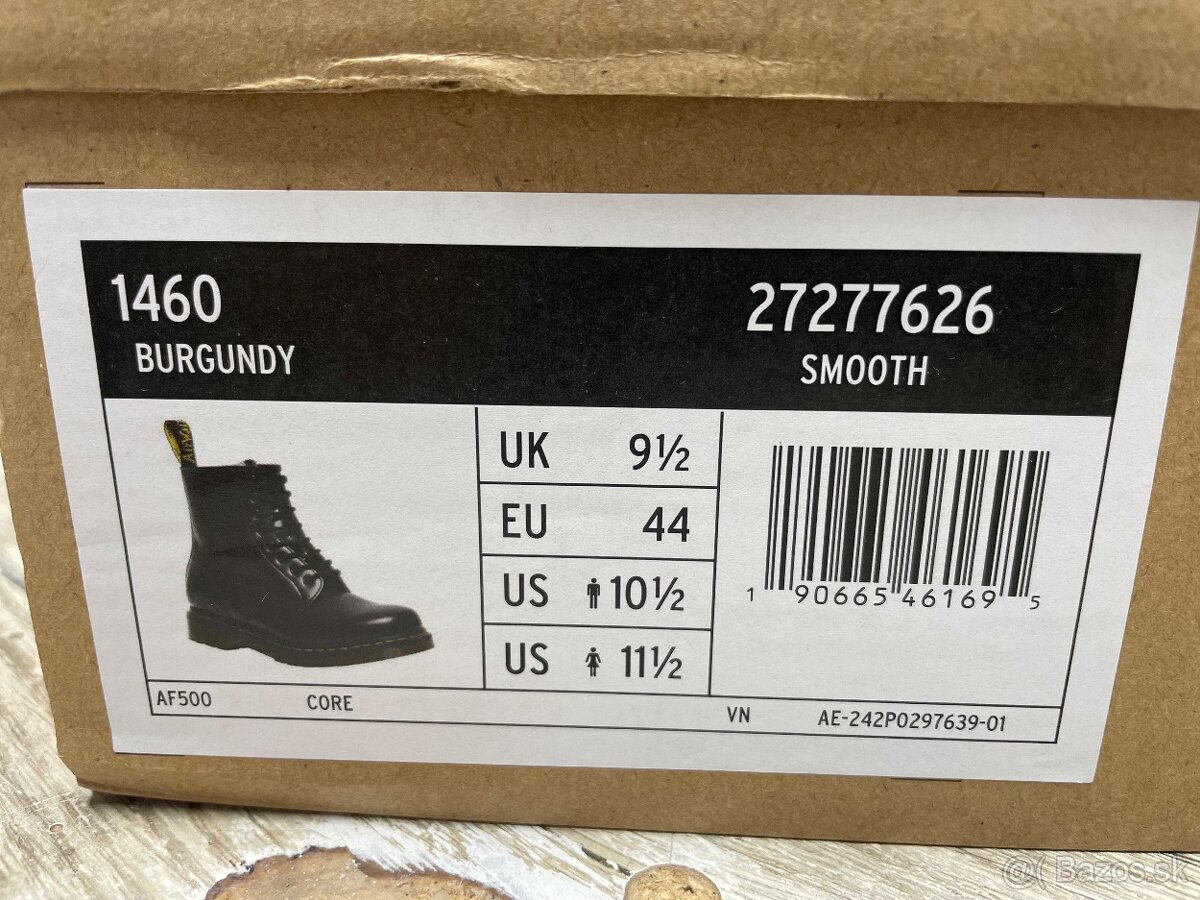 1460
BURGUNDY
27277626
SMOOTH
UK 9½
EU 44
US 10½
US 11½
1 90665 46169 5
AF500 CORE VN AE-242P0297639-01
@( Bazos.sk